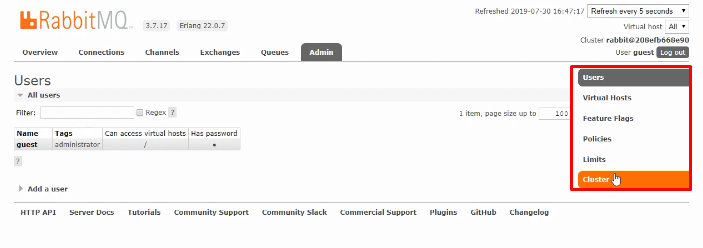 RabbitMQ TM 3.7.17 Erlang 22.0.7
Refreshed 2019-07-30 16:47:17 Refresh every 5 seconds
Virtual host All
Cluster rabbit@208efb668e98
User guest Log out
Overview Connections Channels Exchanges Queues Admin
Users
All users
Filter: Regex ?
1 item, page size up to 100
Name Tags Can access virtual hosts Has password
guest administrator / •
?
Add a user
Users
Virtual Hosts
Feature Flags
Policies
Limits
Cluster
HTTP API Server Docs Tutorials Community Support Community Slack Commercial Support Plugins GitHub Changelog